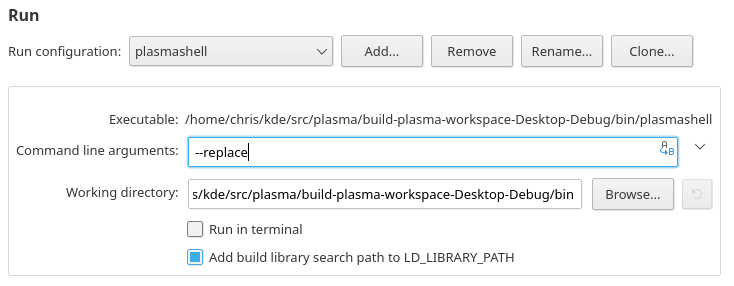 Run
Run configuration: plasmashell Add... Remove Rename... Clone...
Executable: /home/chris/kde/src/plasma/build-plasma-workspace-Desktop-Debug/bin/plasmashell
Command line arguments: --replace A B
Working directory: s/kde/src/plasma/build-plasma-workspace-Desktop-Debug/bin Browse...
Run in terminal
Add build library search path to LD_LIBRARY_PATH